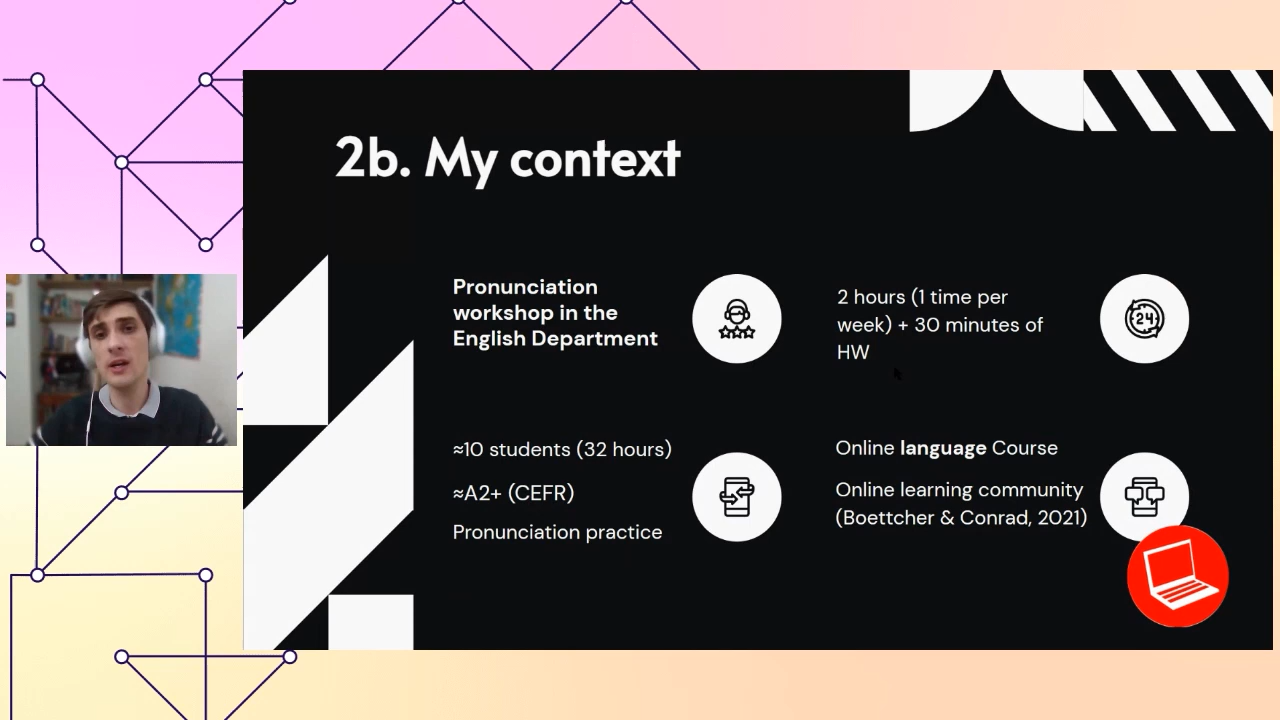 2b. My context
Pronunciation
workshop in the
English Department
2 hours (1 time per
week) + 30 minutes of
HW
24
≈10 students (32 hours)
≈A2+ (CEFR)
Pronunciation practice
Online language Course
Online learning community
(Boettcher & Conrad, 2021)